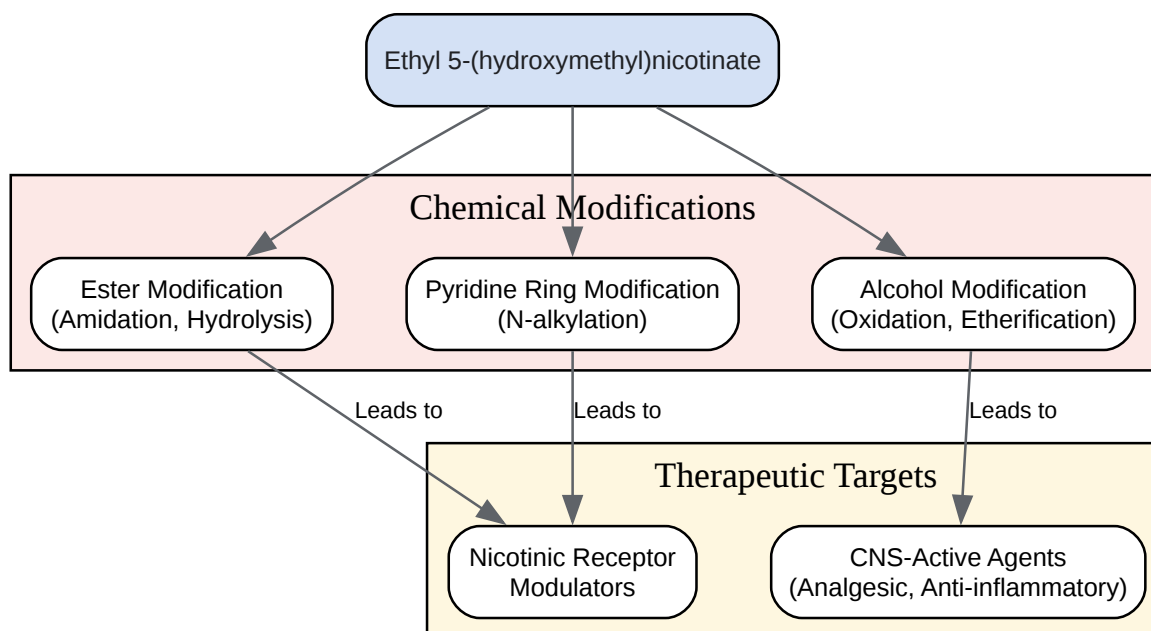 Ethyl 5-(hydroxymethyl)nicotinate
Chemical Modifications
Ester Modification
(Amidation, Hydrolysis)
Pyridine Ring Modification
(N-alkylation)
Alcohol Modification
(Oxidation, Etherification)
Leads to
Leads to
Leads to
Therapeutic Targets
Nicotinic Receptor
Modulators
CNS-Active Agents
(Analgesic, Anti-inflammatory)